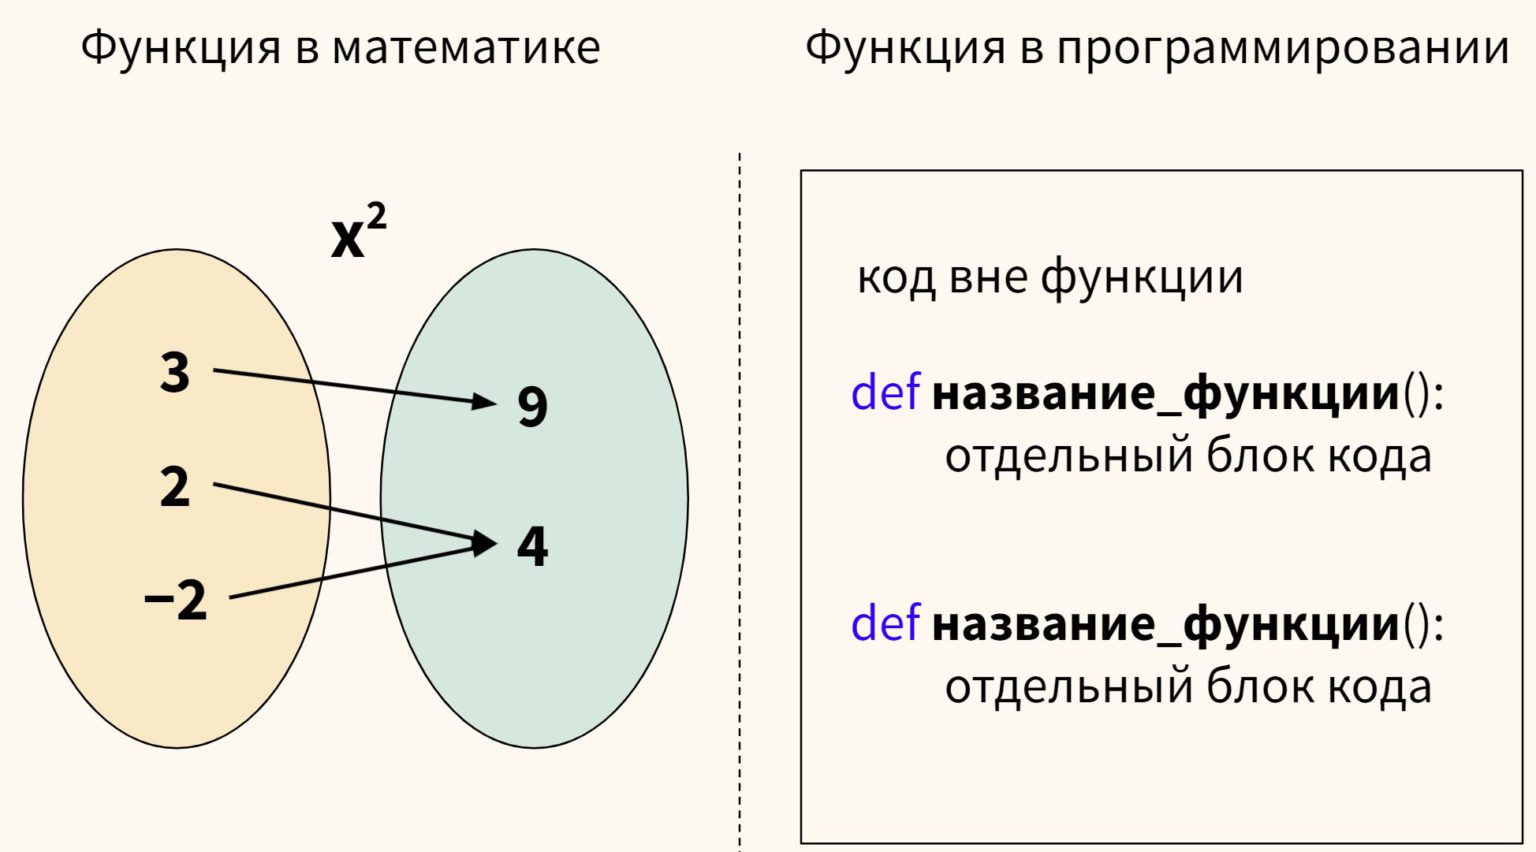 Функция в математике
x²
3
2
−2
9
4
Функция в программировании
код вне функции
def название_функции():
отдельный блок кода
def название_функции():
отдельный блок кода